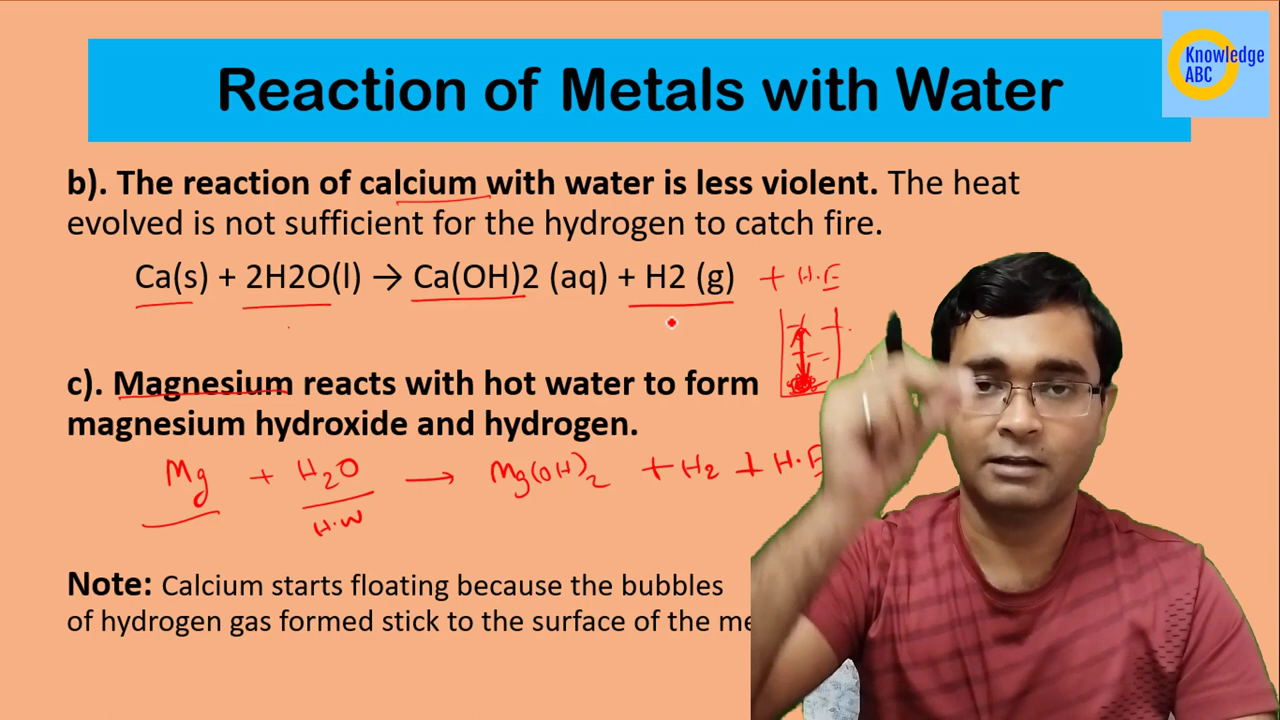 Knowledge
ABC
Reaction of Metals with Water
b). The reaction of calcium with water is less violent. The heat
evolved is not sufficient for the hydrogen to catch fire.
Ca(s) + 2H2O(l) → Ca(OH)2 (aq) + H2 (g) + H.E
c). Magnesium reacts with hot water to form
magnesium hydroxide and hydrogen.
Mg + H₂O → Mg(OH)₂ + H₂ + H.E
H.W
Note: Calcium starts floating because the bubbles
of hydrogen gas formed stick to the surface of the